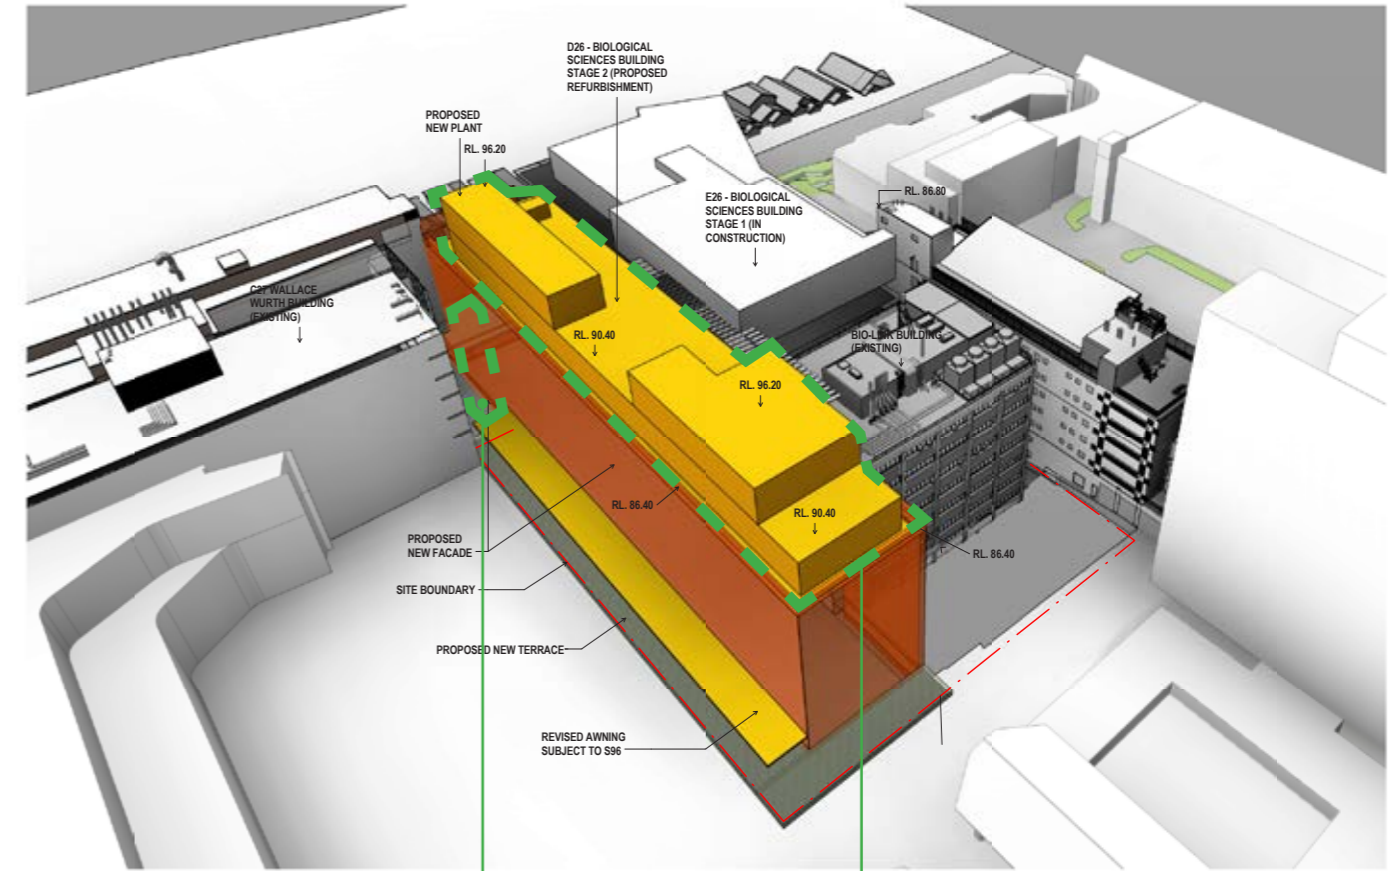 D26 - BIOLOGICAL
SCIENCES BUILDING
STAGE 2 (PROPOSED
REFURBISHMENT)
PROPOSED
NEW PLANT
RL. 96.20
E26 - BIOLOGICAL
SCIENCES BUILDING
STAGE 1 (IN
CONSTRUCTION)
RL. 86.80
C27 WALLACE
WURTH BUILDING
(EXISTING)
RL. 90.40
BIO-LINK BUILDING
(EXISTING)
RL. 96.20
RL. 86.40
RL. 90.40
PROPOSED
NEW FACADE
RL. 86.40
SITE BOUNDARY
PROPOSED NEW TERRACE
REVISED AWNING
SUBJECT TO S96